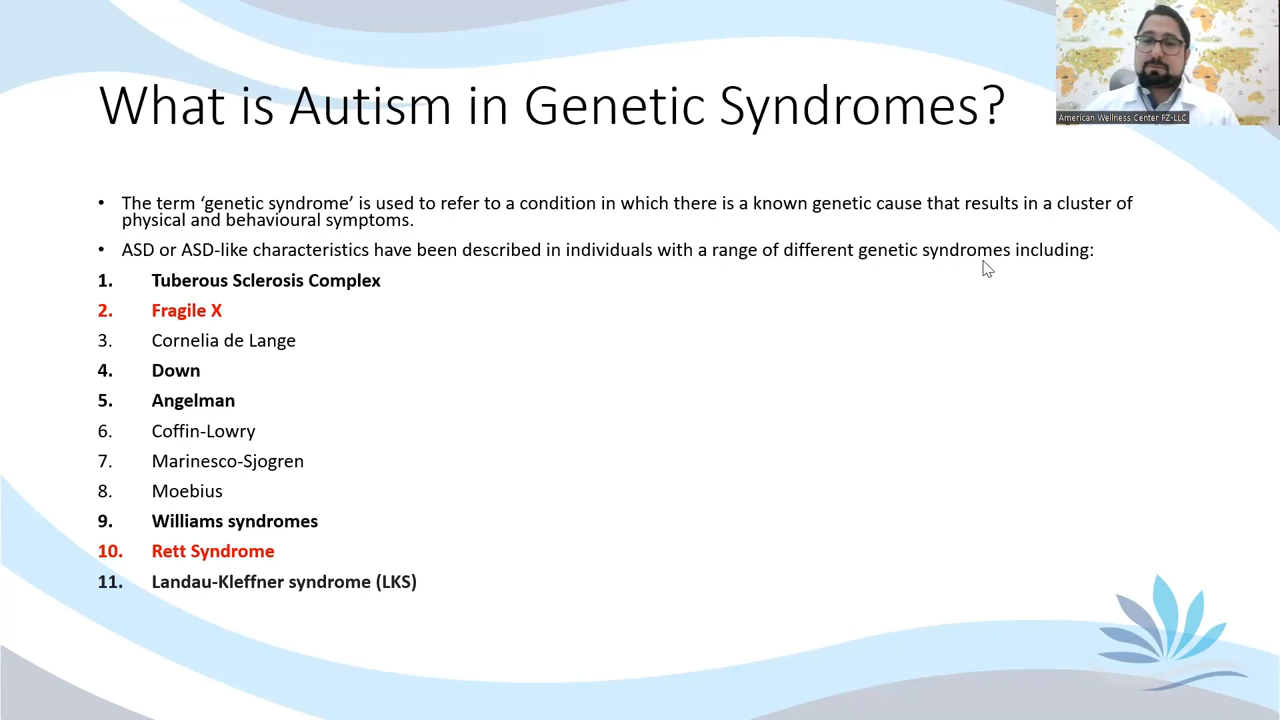 What is Autism in Genetic Syndromes?
American Wellness Center FZ-LLC
• The term ‘genetic syndrome’ is used to refer to a condition in which there is a known genetic cause that results in a cluster of
physical and behavioural symptoms.
• ASD or ASD-like characteristics have been described in individuals with a range of different genetic syndromes including:
1. Tuberous Sclerosis Complex
2. Fragile X
3. Cornelia de Lange
4. Down
5. Angelman
6. Coffin-Lowry
7. Marinesco-Sjogren
8. Moebius
9. Williams syndromes
10. Rett Syndrome
11. Landau-Kleffner syndrome (LKS)